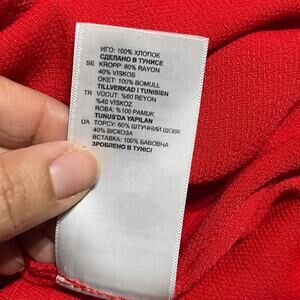 ИГО: 100% ХЛОПОК
СДЕЛАНО В ТУНИСЕ
SE KROPP: 60% RAYON
40% VISKOS
OKET: 100% BOMULL
TILLVERKAD I TUNISIEN
TR VÜCUT: %60 REYON
%40 VİSKOZ
ROBA: %100 PAMUK
TUNUS'DA YAPILAN
UA ТОРСУ: 60% ШТУЧНИЙ ШОВК
40% ВІСКОЗА
ВСТАВКА: 100% БАВОВНА
ЗРОБЛЕНО В ТУНІСІ